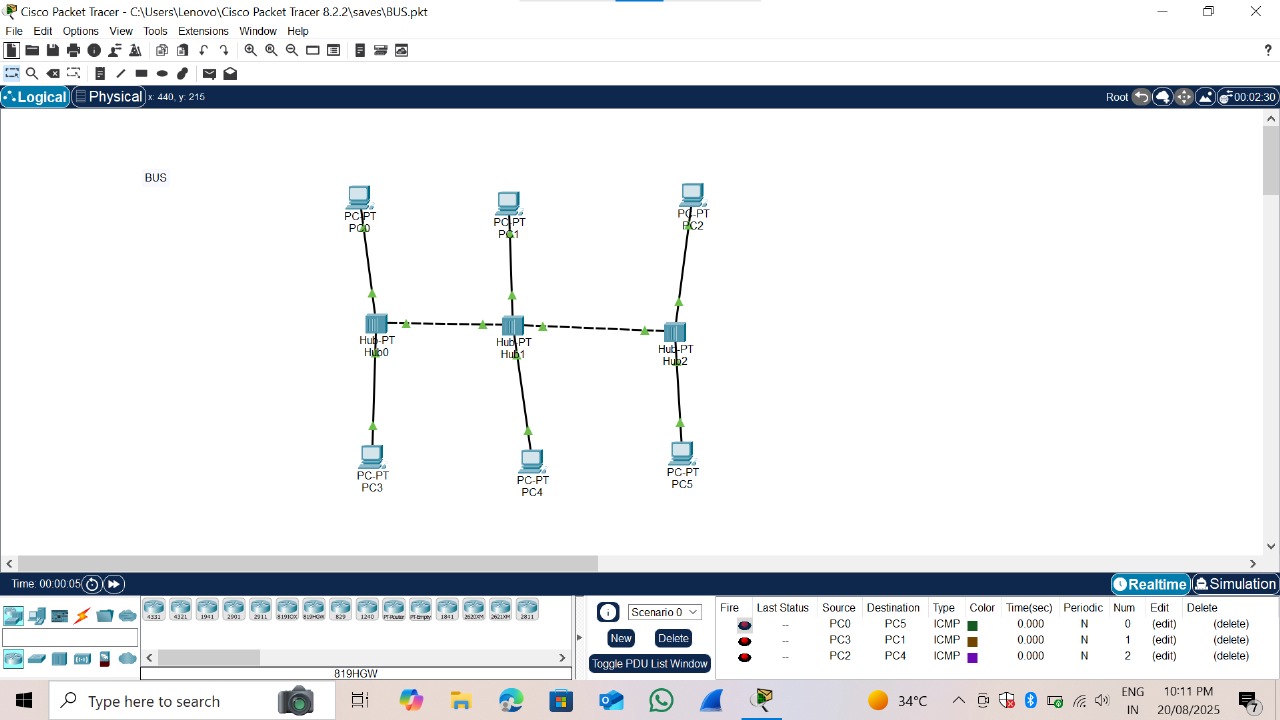 Cisco Packet Tracer - C:\Users\Lenovo\Cisco Packet Tracer 8.2.2\saves\BUS.pkt
File Edit Options View Tools Extensions Window Help
?
Logical Physical x: 440, y: 215 Root 00:02:30
BUS
PC-PT
PC0
PC-PT
PC1
PC-PT
PC2
Hub-PT
Hub0
Hub-PT
Hub1
Hub-PT
Hub2
PC-PT
PC3
PC-PT
PC4
PC-PT
PC5
Time: 00:00:05 Realtime Simulation
4331 4321 1941 2901 2911 819IOX 819HGW 829 1240 PT-Router PT-Empty 1841 2620XM 2621XM 2811
819HGW
Scenario 0
New Delete
Toggle PDU List Window
Fire Last Status Source Destination Type Color Time(sec) Periodic Num Edit Delete
-- PC0 PC5 ICMP 0.000 N 0 (edit) (delete)
-- PC3 PC1 ICMP 0.000 N 1 (edit) (delete)
-- PC2 PC4 ICMP 0.000 N 2 (edit) (delete)
Type here to search
34°C
ENG
IN
10:11 PM
20/08/2025
7